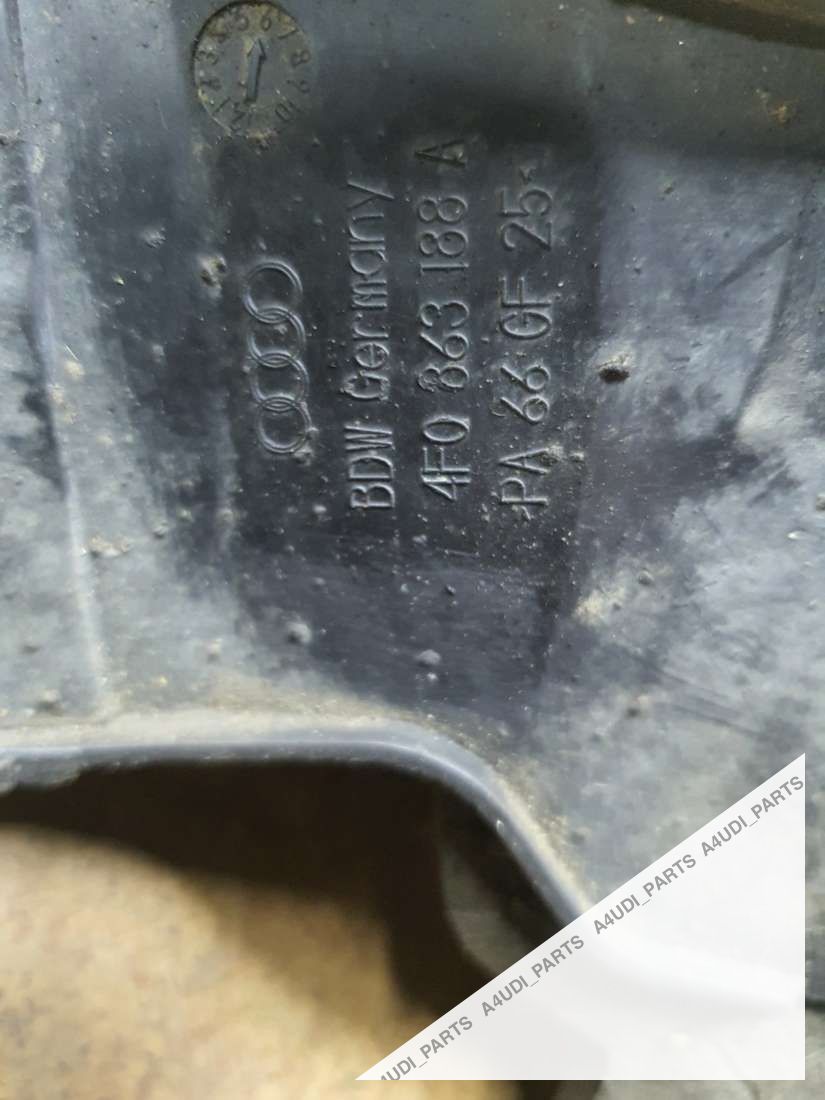 BDW Germany
4F0 863 188 A
>PA 66 GF 25<
A4UDI_PARTS A4UDI_PARTS A4UDI_PARTS A4UDI_PARTS